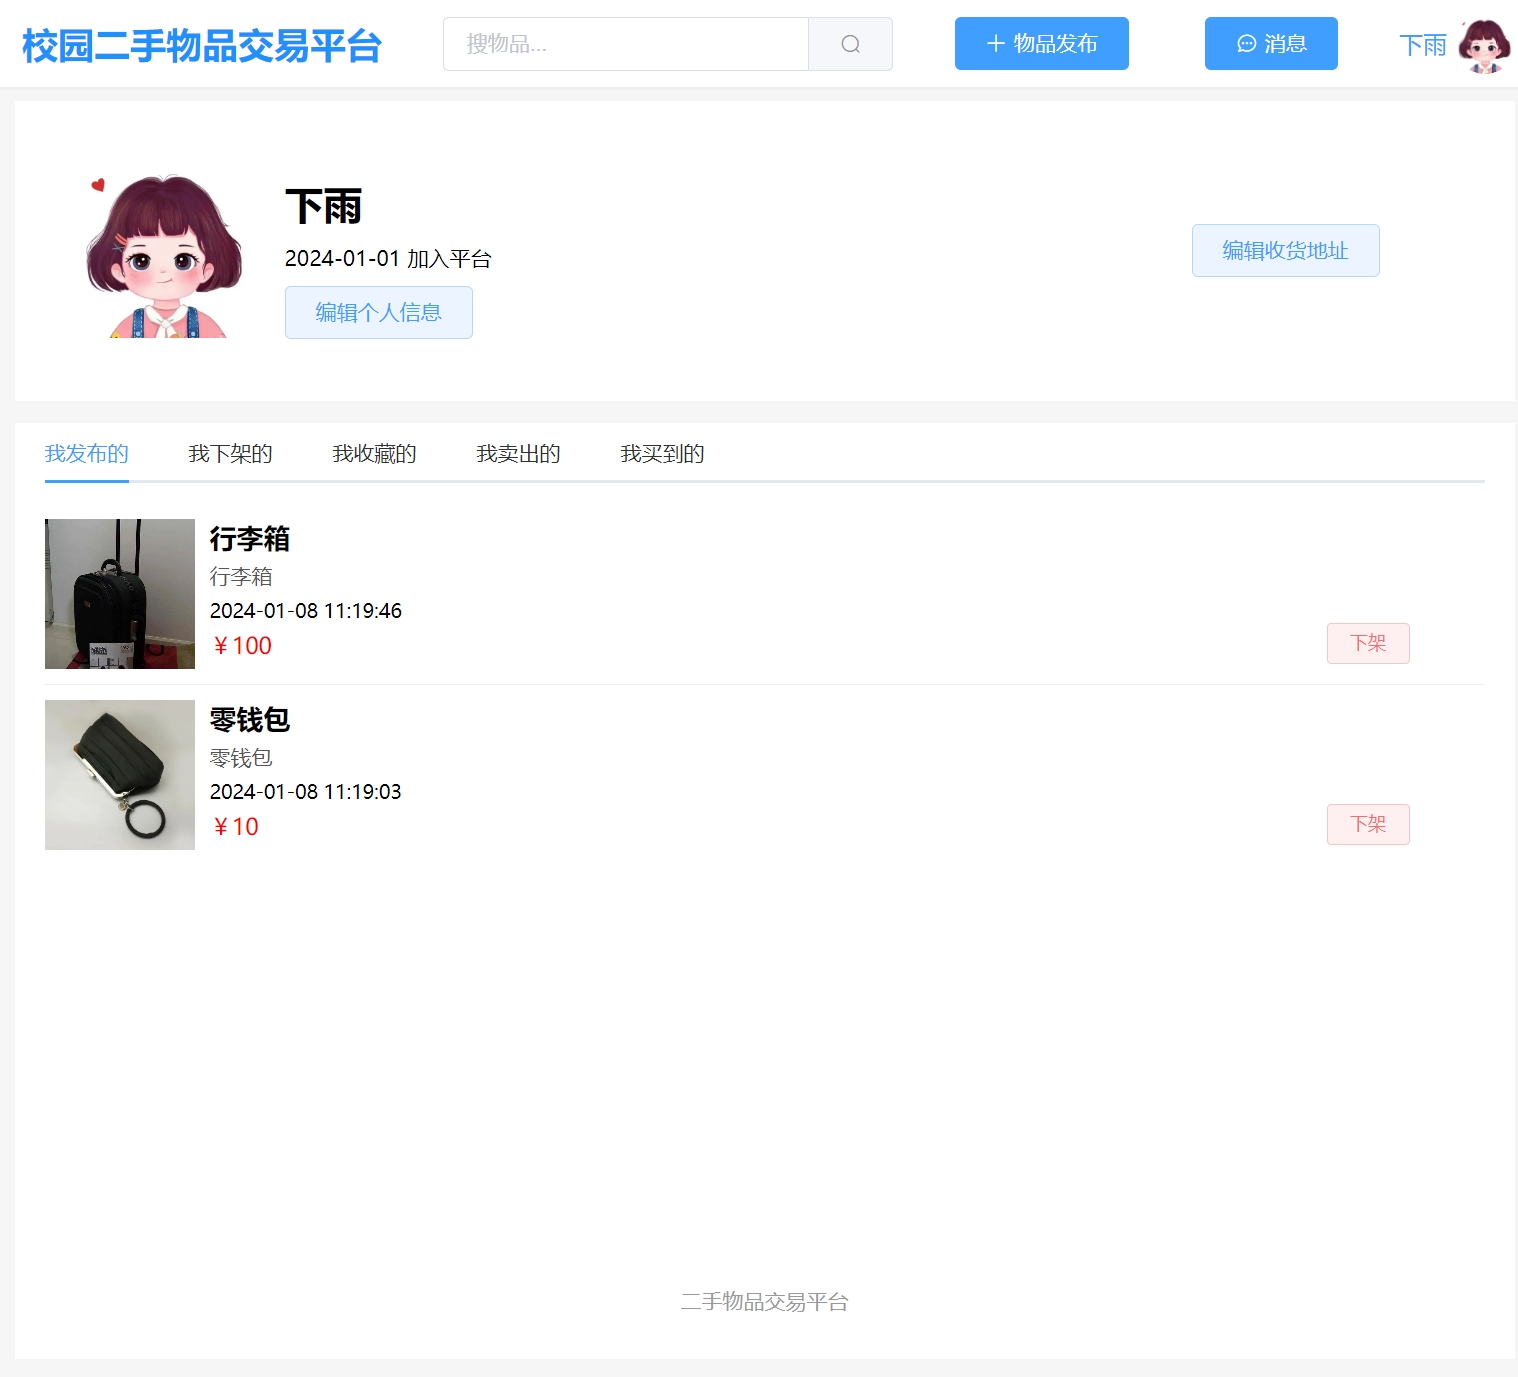 校园二手物品交易平台
搜物品...
物品发布
消息
下雨
下雨
2024-01-01 加入平台
编辑个人信息
编辑收货地址
我发布的 我下架的 我收藏的 我卖出的 我买到的
行李箱
行李箱
2024-01-08 11:19:46
¥100
下架
零钱包
零钱包
2024-01-08 11:19:03
¥10
下架
二手物品交易平台